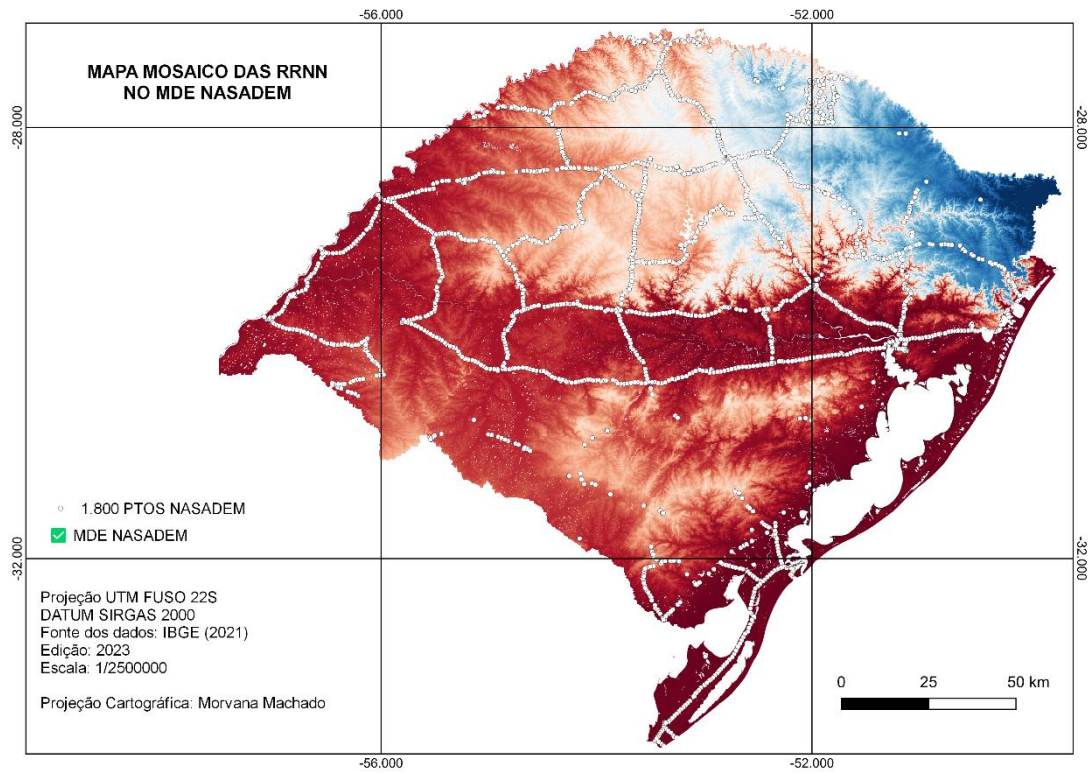 -56.000
-52.000
MAPA MOSAICO DAS RRNN
NO MDE NASADEM
-28.000
-28.000
1.800 PTOS NASADEM
MDE NASADEM
-32.000
-32.000
Projeção UTM FUSO 22S
DATUM SIRGAS 2000
Fonte dos dados: IBGE (2021)
Edição: 2023
Escala: 1/2500000
Projeção Cartográfica: Morvana Machado
0 25 50 km
-56.000
-52.000